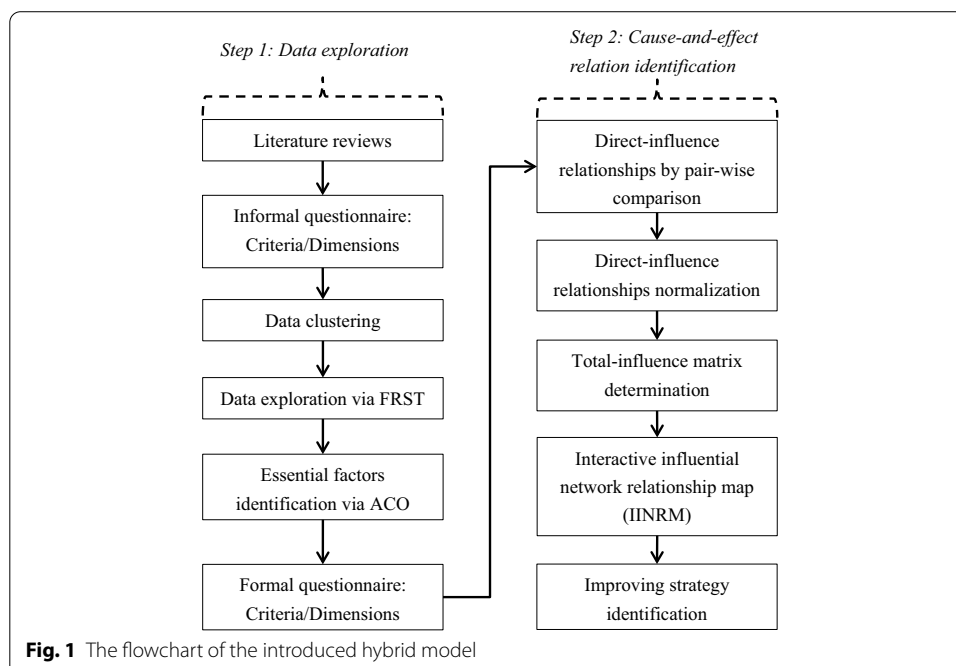 Step 1: Data exploration
Literature reviews
Informal questionnaire:
Criteria/Dimensions
Data clustering
Data exploration via FRST
Essential factors
identification via ACO
Formal questionnaire:
Criteria/Dimensions
Step 2: Cause-and-effect
relation identification
Direct-influence
relationships by pair-wise
comparison
Direct-influence
relationships normalization
Total-influence matrix
determination
Interactive influential
network relationship map
(IINRM)
Improving strategy
identification
Fig. 1 The flowchart of the introduced hybrid model